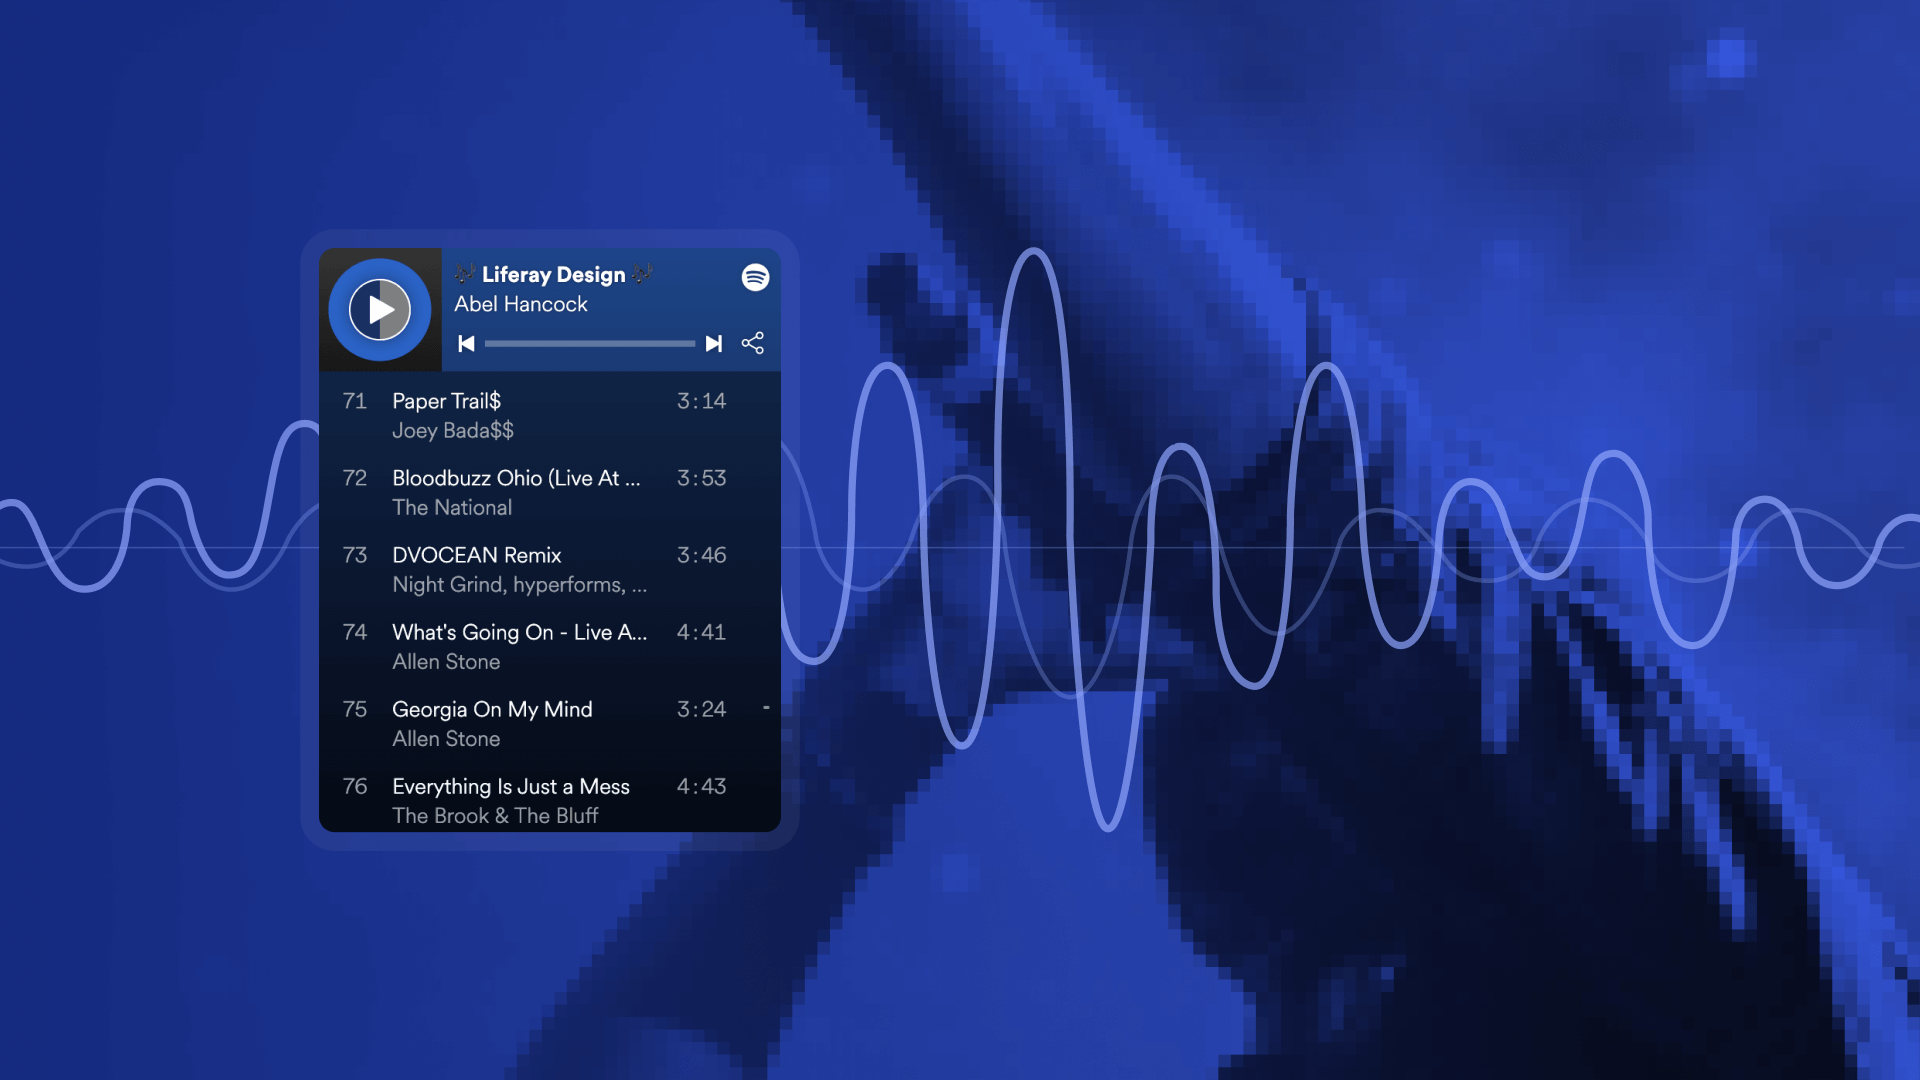 🎶 Liferay Design 🎶
Abel Hancock
71 Paper Trail$ 3:14
Joey Bada$$
72 Bloodbuzz Ohio (Live At ... 3:53
The National
73 DVOCEAN Remix 3:46
Night Grind, hyperforms, ...
74 What's Going On - Live A... 4:41
Allen Stone
75 Georgia On My Mind 3:24
Allen Stone
76 Everything Is Just a Mess 4:43
The Brook & The Bluff